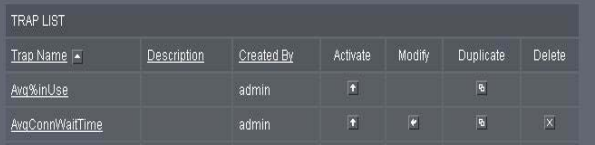 TRAP LIST
Trap Name Description Created By Activate Modify Duplicate Delete
Avg%inUse admin
AvgConnWaitTime admin